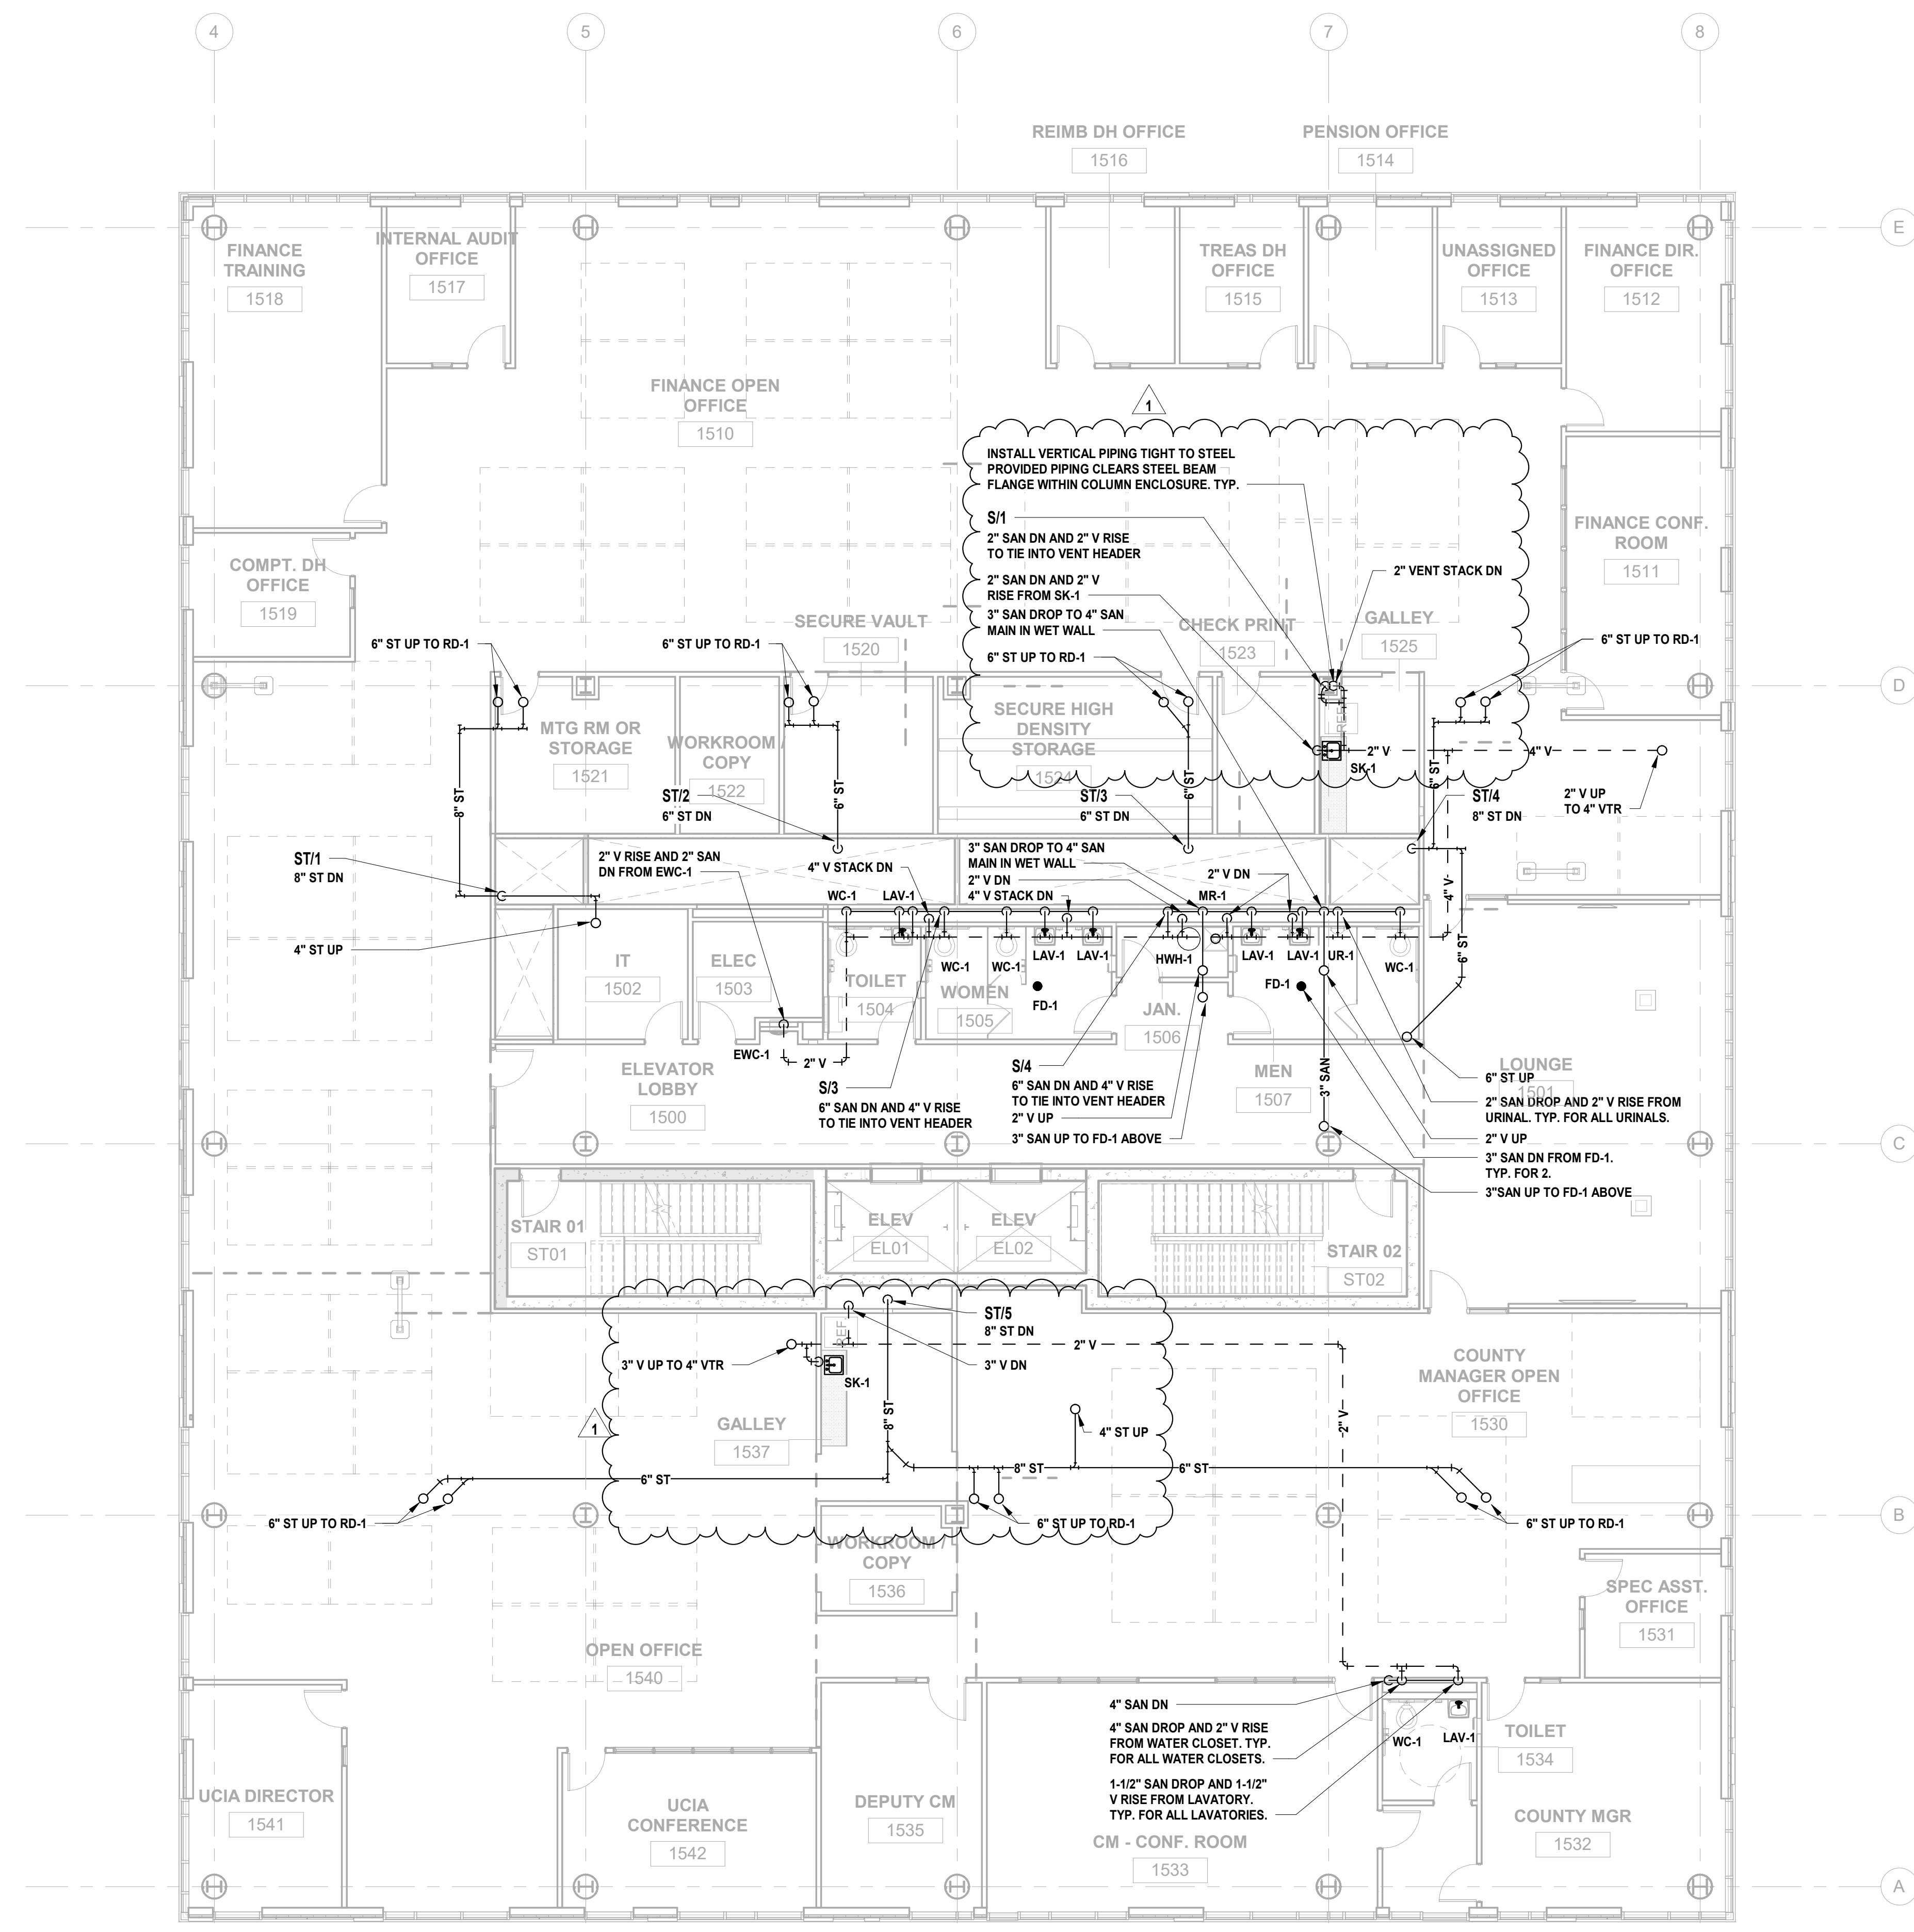 4
5
6
7
8
REIMB DH OFFICE
1516
PENSION OFFICE
1514
E
FINANCE
TRAINING
1518
INTERNAL AUDIT
OFFICE
1517
TREAS DH
OFFICE
1515
UNASSIGNED
OFFICE
1513
FINANCE DIR.
OFFICE
1512
FINANCE OPEN
OFFICE
1510
1
INSTALL VERTICAL PIPING TIGHT TO STEEL
PROVIDED PIPING CLEARS STEEL BEAM
FLANGE WITHIN COLUMN ENCLOSURE. TYP.
S/1
2" SAN DN AND 2" V RISE
TO TIE INTO VENT HEADER
2" SAN DN AND 2" V
RISE FROM SK-1
3" SAN DROP TO 4" SAN
MAIN IN WET WALL
6" ST UP TO RD-1
2" VENT STACK DN
FINANCE CONF.
ROOM
1511
COMPT. DH
OFFICE
1519
SECURE VAULT
1520
CHECK PRINT
1523
GALLEY
1525
6" ST UP TO RD-1
6" ST UP TO RD-1
6" ST UP TO RD-1
D
MTG RM OR
STORAGE
1521
WORKROOM /
COPY
1522
SECURE HIGH
DENSITY
STORAGE
1524
REF
2" V
4" V
SK-1
8" ST
6" ST
6" ST
6" ST
ST/2
6" ST DN
ST/3
6" ST DN
ST/4
8" ST DN
2" V UP
TO 4" VTR
ST/1
8" ST DN
2" V RISE AND 2" SAN
DN FROM EWC-1
4" V STACK DN
3" SAN DROP TO 4" SAN
MAIN IN WET WALL
2" V DN
4" V STACK DN
2" V DN
WC-1
LAV-1
MR-1
4" V
4" ST UP
IT
1502
ELEC
1503
TOILET
1504
WC-1
WOMEN
1505
WC-1
LAV-1
LAV-1
FD-1
HWH-1
JAN.
1506
LAV-1
LAV-1
UR-1
FD-1
WC-1
6" ST
EWC-1
2" V
ELEVATOR
LOBBY
1500
S/3
6" SAN DN AND 4" V RISE
TO TIE INTO VENT HEADER
S/4
6" SAN DN AND 4" V RISE
TO TIE INTO VENT HEADER
2" V UP
3" SAN UP TO FD-1 ABOVE
MEN
1507
3" SAN
LOUNGE
1501
6" ST UP
2" SAN DROP AND 2" V RISE FROM
URINAL. TYP. FOR ALL URINALS.
2" V UP
3" SAN DN FROM FD-1.
TYP. FOR 2.
3"SAN UP TO FD-1 ABOVE
C
STAIR 01
ST01
ELEV
EL01
ELEV
EL02
STAIR 02
ST02
ST/5
8" ST DN
REF
3" V UP TO 4" VTR
3" V DN
2" V
SK-1
8" ST
COUNTY
MANAGER OPEN
OFFICE
1530
1
GALLEY
1537
4" ST UP
2" V
6" ST
8" ST
6" ST
6" ST UP TO RD-1
6" ST UP TO RD-1
6" ST UP TO RD-1
B
WORKROOM /
COPY
1536
SPEC ASST.
OFFICE
1531
OPEN OFFICE
1540
4" SAN DN
4" SAN DROP AND 2" V RISE
FROM WATER CLOSET. TYP.
FOR ALL WATER CLOSETS.
1-1/2" SAN DROP AND 1-1/2"
V RISE FROM LAVATORY.
TYP. FOR ALL LAVATORIES.
WC-1
LAV-1
TOILET
1534
UCIA DIRECTOR
1541
UCIA
CONFERENCE
1542
DEPUTY CM
1535
CM - CONF. ROOM
1533
COUNTY MGR
1532
A